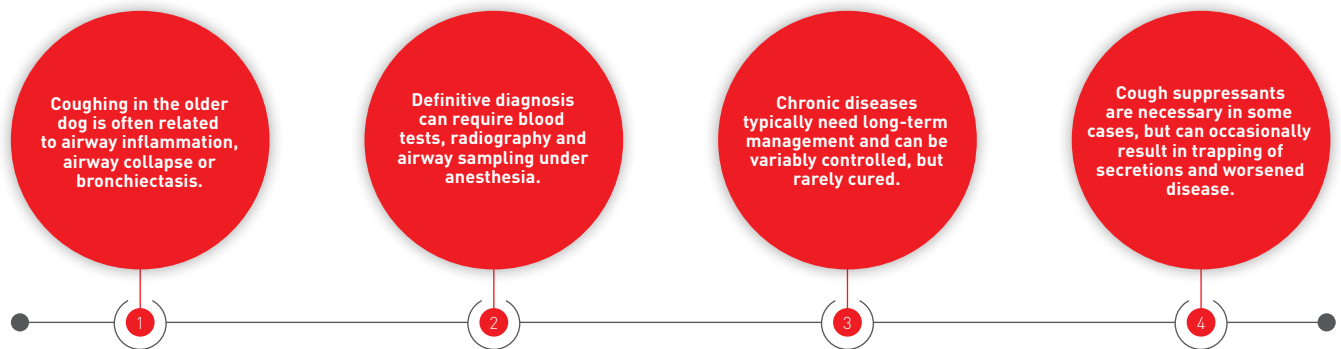 Coughing in the older
dog is often related
to airway inflammation,
airway collapse or
bronchiectasis.
Definitive diagnosis
can require blood
tests, radiography and
airway sampling under
anesthesia.
Chronic diseases
typically need long-term
management and can be
variably controlled, but
rarely cured.
Cough suppressants
are necessary in some
cases, but can occasionally
result in trapping of
secretions and worsened
disease.
1
2
3
4